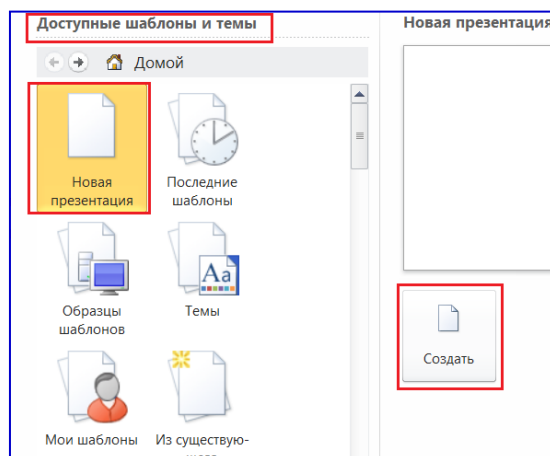 Доступные шаблоны и темы
Новая презентация
Домой
Новая
презентация
Последние
шаблоны
Образцы
шаблонов
Aa
Темы
Мои шаблоны
Из существую-
Создать